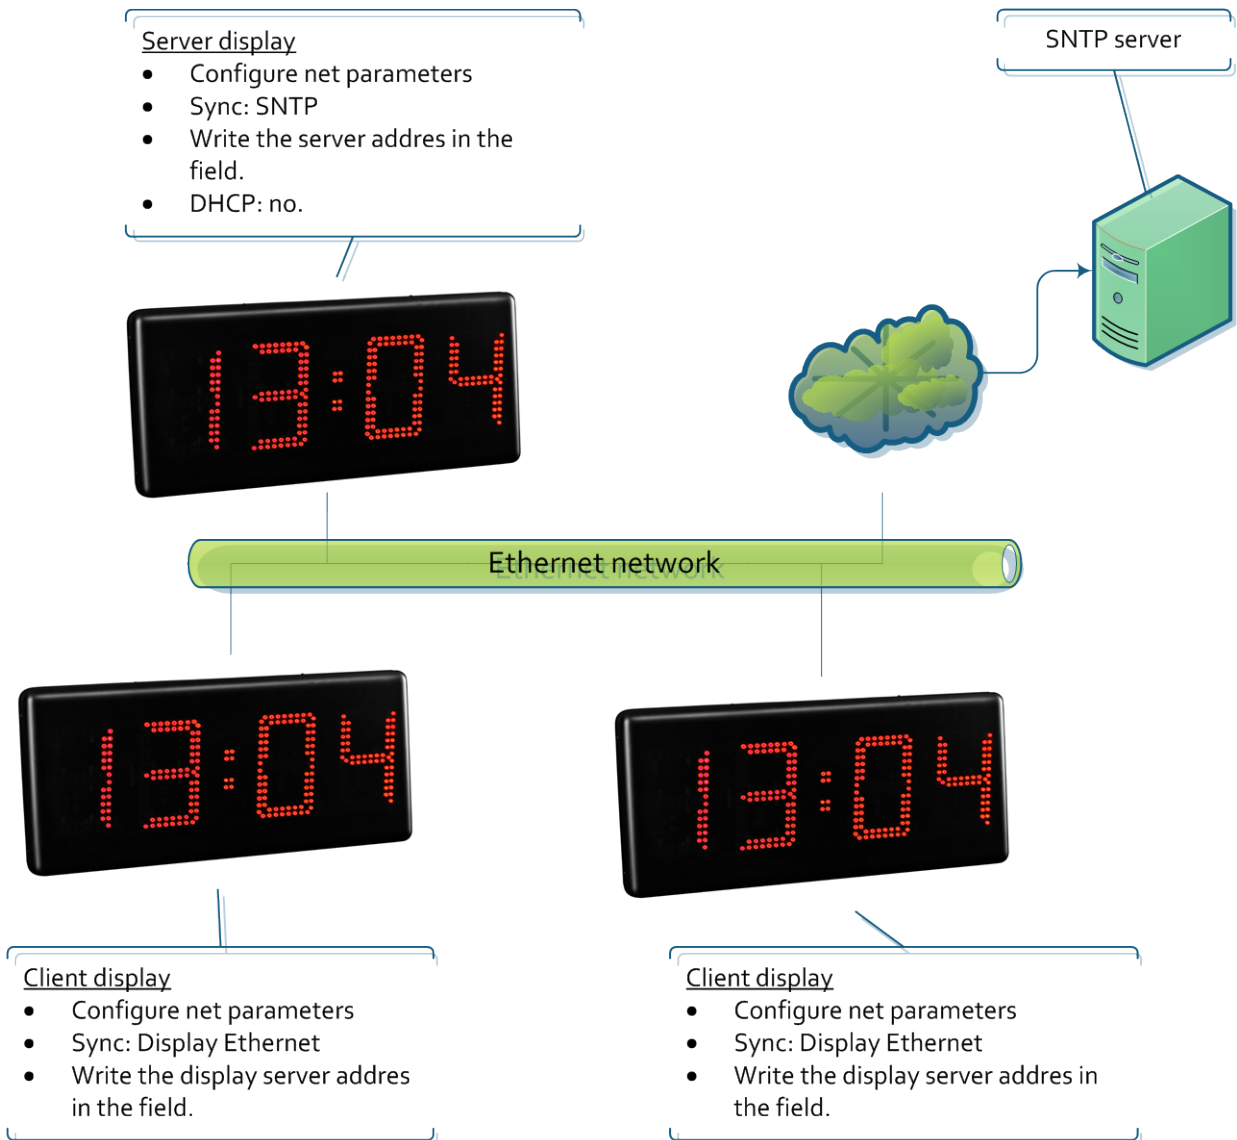 Server display
• Configure net parameters
• Sync: SNTP
• Write the server addres in the
field.
• DHCP: no.
SNTP server
13:04
Ethernet network
13:04
13:04
Client display
• Configure net parameters
• Sync: Display Ethernet
• Write the display server addres
in the field.
Client display
• Configure net parameters
• Sync: Display Ethernet
• Write the display server addres in
the field.